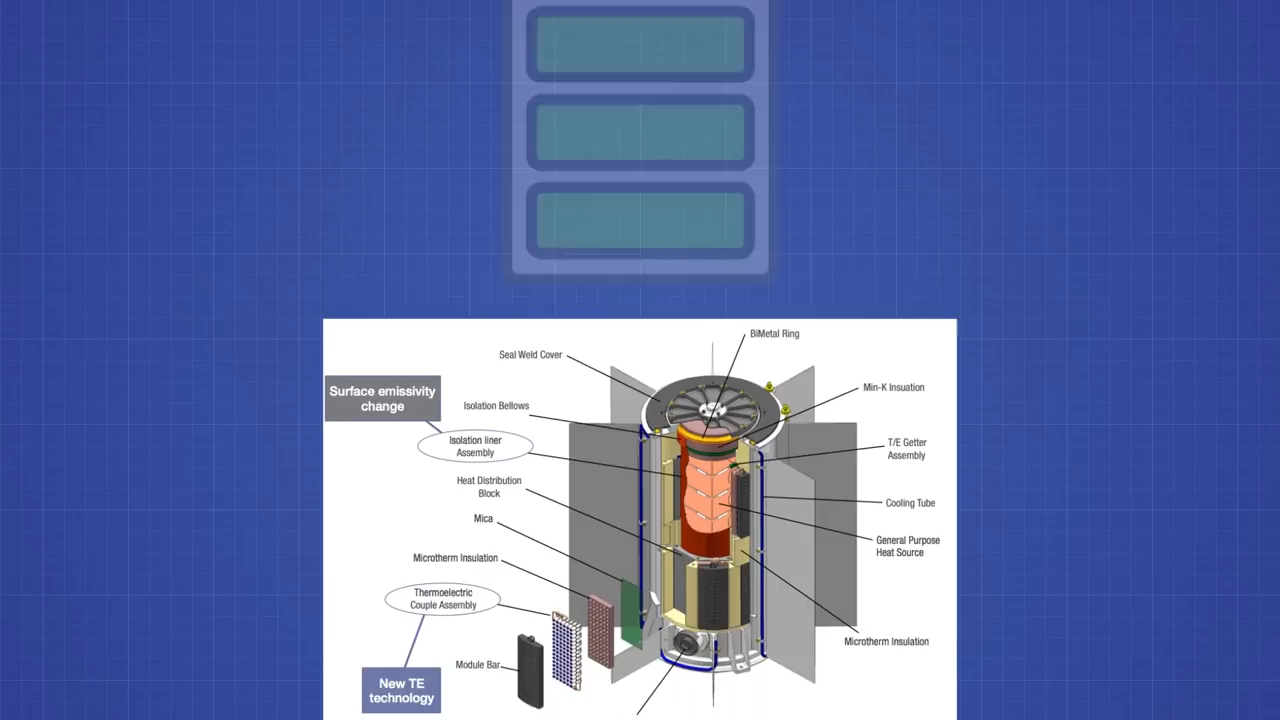 BiMetal Ring
Seal Weld Cover
Surface emissivity
change
Min-K Insuation
Isolation Bellows
Isolation liner
Assembly
T/E Getter
Assembly
Heat Distribution
Block
Cooling Tube
Mica
General Purpose
Heat Source
Microtherm Insulation
Thermoelectric
Couple Assembly
Microtherm Insulation
Module Bar
New TE
technology